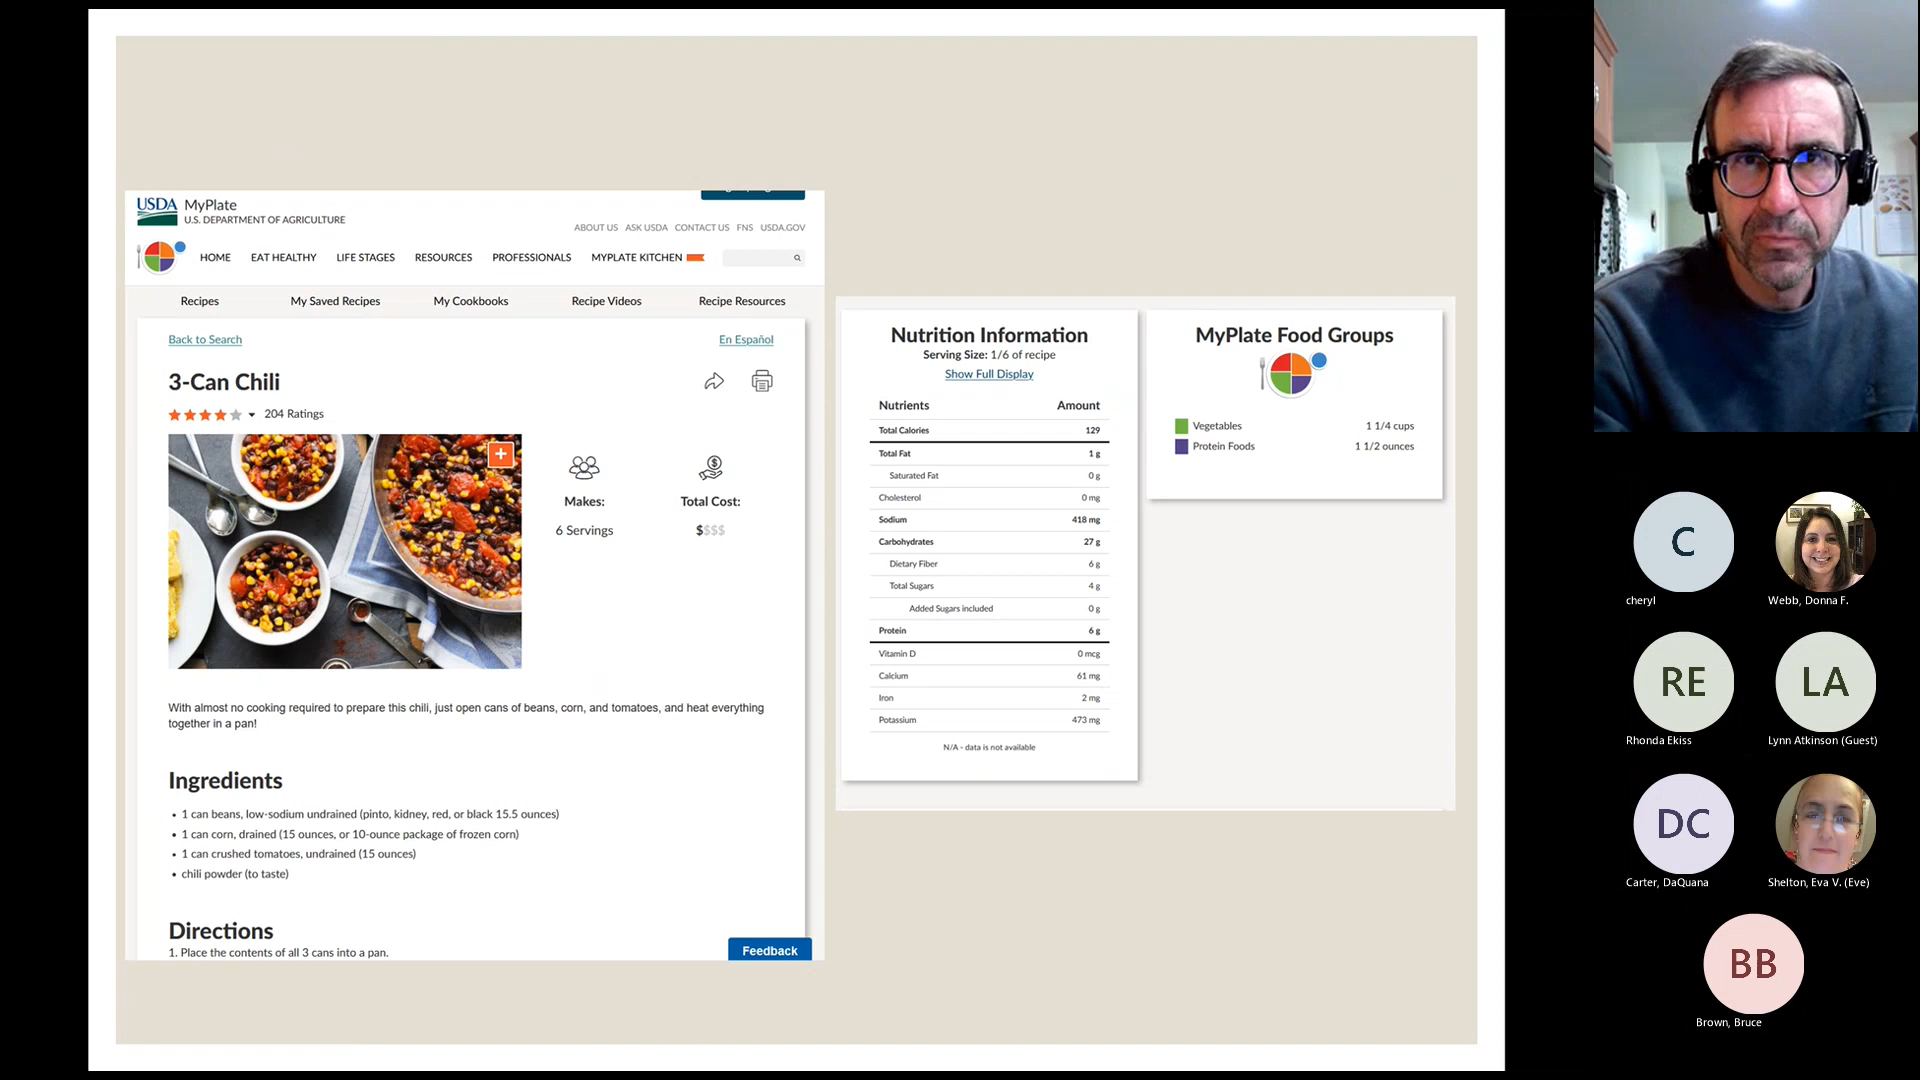 USDA MyPlate
U.S. DEPARTMENT OF AGRICULTURE
ABOUT US ASK USDA CONTACT US FNS USDA.GOV
HOME EAT HEALTHY LIFE STAGES RESOURCES PROFESSIONALS MYPLATE KITCHEN
Recipes My Saved Recipes My Cookbooks Recipe Videos Recipe Resources
Back to Search En Español
3-Can Chili
204 Ratings
Makes: Total Cost:
6 Servings $$$$
With almost no cooking required to prepare this chili, just open cans of beans, corn, and tomatoes, and heat everything
together in a pan!
Ingredients
• 1 can beans, low-sodium undrained (pinto, kidney, red, or black 15.5 ounces)
• 1 can corn, drained (15 ounces, or 10-ounce package of frozen corn)
• 1 can crushed tomatoes, undrained (15 ounces)
• chili powder (to taste)
Directions
1. Place the contents of all 3 cans into a pan.
Feedback
Nutrition Information
Serving Size: 1/6 of recipe
Show Full Display
Nutrients Amount
Total Calories 129
Total Fat 1 g
Saturated Fat 0 g
Cholesterol 0 mg
Sodium 418 mg
Carbohydrates 27 g
Dietary Fiber 6 g
Total Sugars 4 g
Added Sugars included 0 g
Protein 6 g
Vitamin D 0 mcg
Calcium 61 mg
Iron 2 mg
Potassium 473 mg
N/A - data is not available
MyPlate Food Groups
Vegetables 1 1/4 cups
Protein Foods 1 1/2 ounces
C
cheryl Webb, Donna F.
RE LA
Rhonda Ekiss Lynn Atkinson (Guest)
DC
Carter, DaQuana Shelton, Eva V. (Eve)
BB
Brown, Bruce